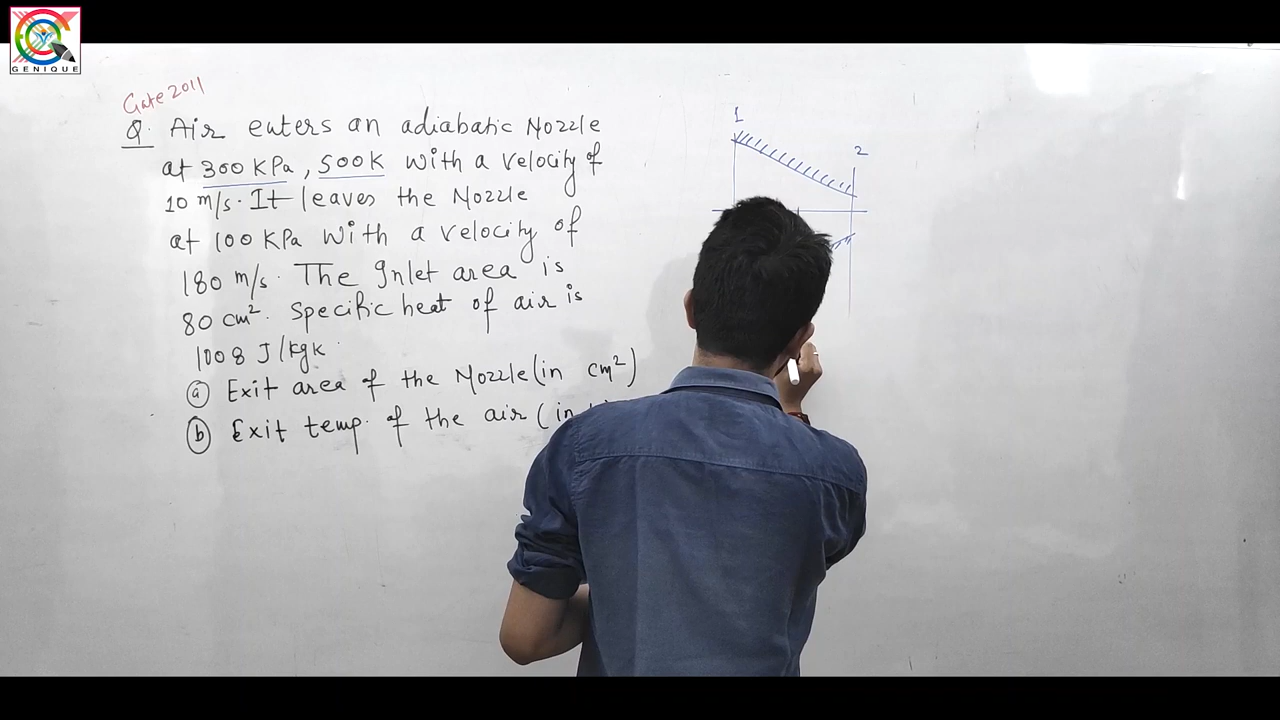 GENIQUE
Gate 2011
Q. Air enters an adiabatic Nozzle
at 300 KPa, 500K with a velocity of
10 m/s. It leaves the Nozzle
at 100 KPa with a velocity of
180 m/s. The Inlet area is
80 cm². Specific heat of air is
1008 J/kgk.
(a) Exit area of the Nozzle (in cm²)
(b) Exit temp. of the air (in
1
2